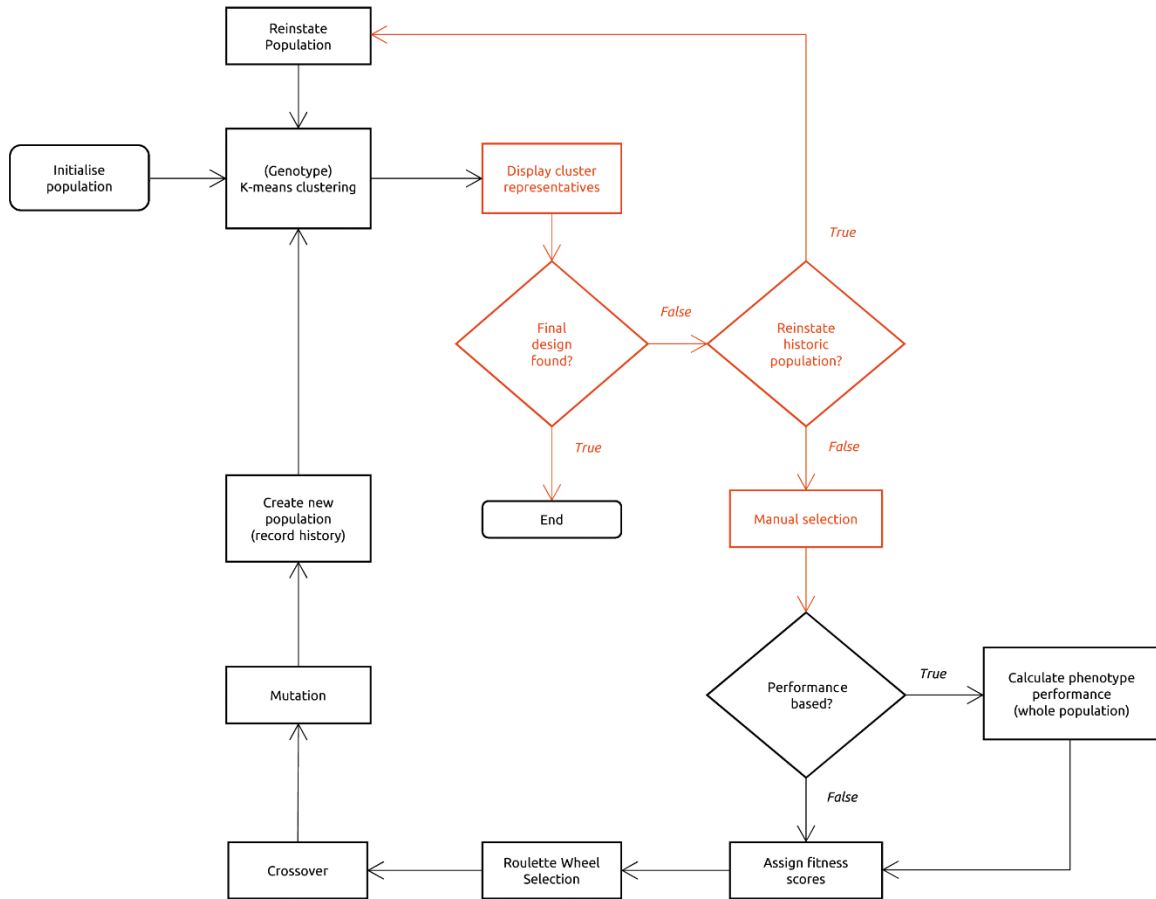 Reinstate
Population
Initialise
population
(Genotype)
K-means clustering
Display cluster
representatives
True
Final
design
found?
False
Reinstate
historic
population?
True
False
Create new
population
(record history)
End
Manual selection
Mutation
Performance
based?
True
Calculate phenotype
performance
(whole population)
False
Crossover
Roulette Wheel
Selection
Assign fitness
scores